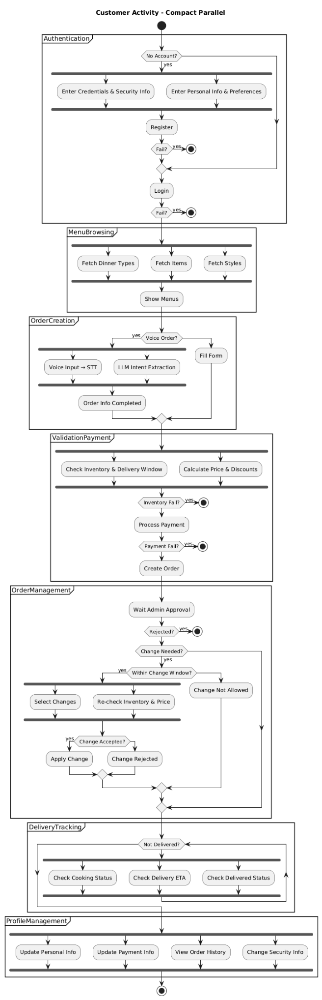 Customer Activity - Compact Parallel
Authentication
No Account?
yes
Enter Credentials & Security Info
Enter Personal Info & Preferences
Register
Fail?
yes
Login
Fail?
yes
MenuBrowsing
Fetch Dinner Types
Fetch Items
Fetch Styles
Show Menus
OrderCreation
yes
Voice Order?
Voice Input → STT
LLM Intent Extraction
Fill Form
Order Info Completed
ValidationPayment
Check Inventory & Delivery Window
Calculate Price & Discounts
Inventory Fail?
yes
Process Payment
Payment Fail?
yes
Create Order
OrderManagement
Wait Admin Approval
Rejected?
yes
Change Needed?
yes
yes
Within Change Window?
Select Changes
Re-check Inventory & Price
Change Not Allowed
yes
Change Accepted?
Apply Change
Change Rejected
DeliveryTracking
Not Delivered?
Check Cooking Status
Check Delivery ETA
Check Delivered Status
ProfileManagement
Update Personal Info
Update Payment Info
View Order History
Change Security Info